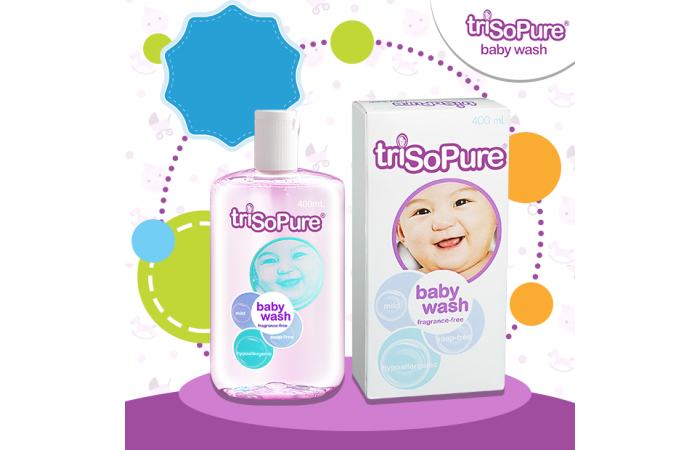 triSoPure®
baby wash
400mL
triSoPure®
mild
baby
wash
fragrance-free
soap-free
hypoallergenic
400 mL
triSoPure®
baby
wash
mild
fragrance-free
soap-free
hypoallergenic